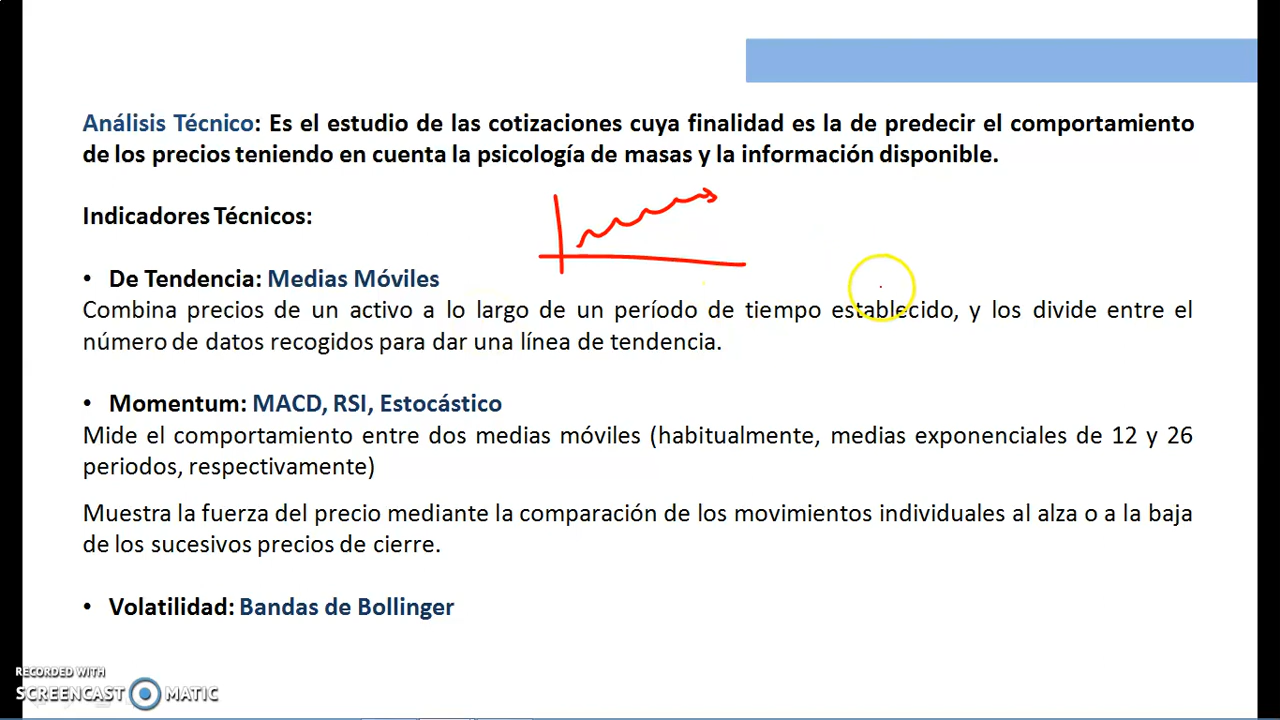 Análisis Técnico: Es el estudio de las cotizaciones cuya finalidad es la de predecir el comportamiento
de los precios teniendo en cuenta la psicología de masas y la información disponible.
Indicadores Técnicos:
• De Tendencia: Medias Móviles
Combina precios de un activo a lo largo de un período de tiempo establecido, y los divide entre el
número de datos recogidos para dar una línea de tendencia.
• Momentum: MACD, RSI, Estocástico
Mide el comportamiento entre dos medias móviles (habitualmente, medias exponenciales de 12 y 26
periodos, respectivamente)
Muestra la fuerza del precio mediante la comparación de los movimientos individuales al alza o a la baja
de los sucesivos precios de cierre.
• Volatilidad: Bandas de Bollinger
RECORDED WITH
SCREENCAST MATIC